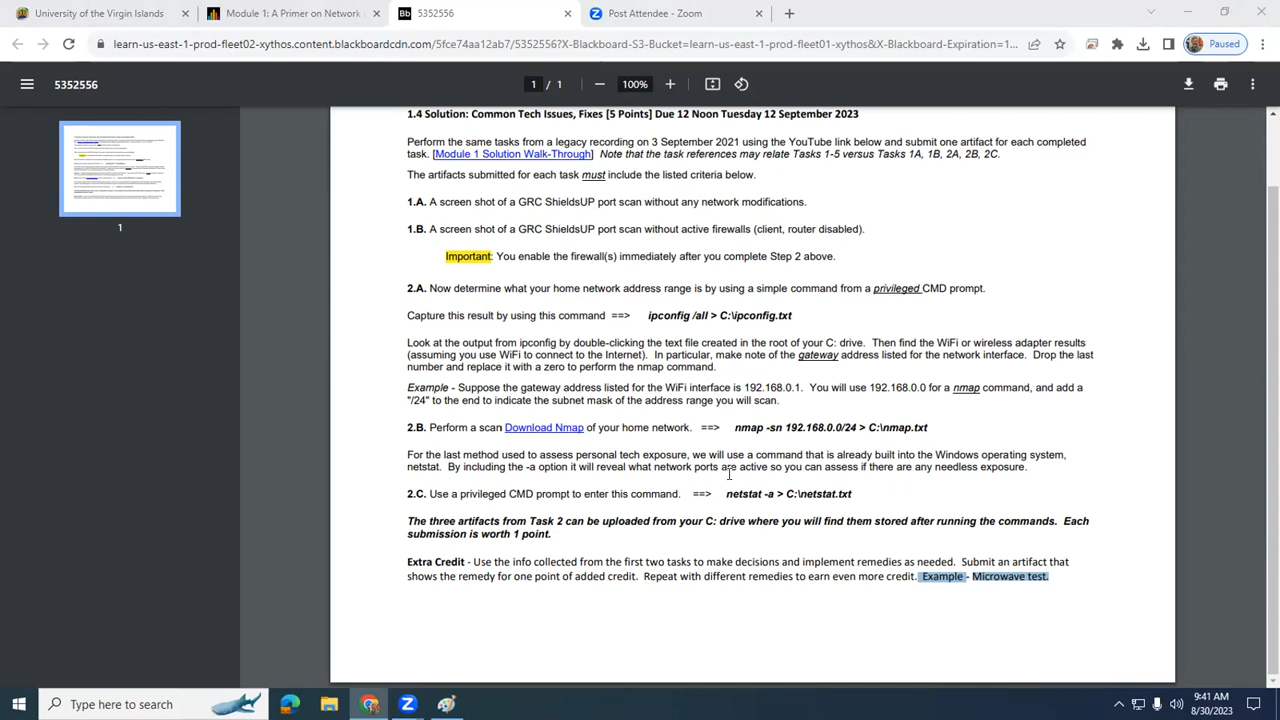 University of the Virgin Islands
Module 1: A Primer on Network
Bb
5352556
Post Attendee - Zoom
learn-us-east-1-prod-fleet02-xythos.content.blackboardcdn.com/5fce74aa12ab7/5352556?X-Blackboard-S3-Bucket=learn-us-east-1-prod-fleet01-xythos&X-Blackboard-Expiration=1...
Paused
5352556
1 / 1
100%
1
1.4 Solution: Common Tech Issues, Fixes [5 Points] Due 12 Noon Tuesday 12 September 2023
Perform the same tasks from a legacy recording on 3 September 2021 using the YouTube link below and submit one artifact for each completed
task. [Module 1 Solution Walk-Through] Note that the task references may relate Tasks 1-5 versus Tasks 1A, 1B, 2A, 2B, 2C.
The artifacts submitted for each task must include the listed criteria below.
1.A. A screen shot of a GRC ShieldsUP port scan without any network modifications.
1.B. A screen shot of a GRC ShieldsUP port scan without active firewalls (client, router disabled).
Important: You enable the firewall(s) immediately after you complete Step 2 above.
2.A. Now determine what your home network address range is by using a simple command from a privileged CMD prompt.
Capture this result by using this command ==> ipconfig /all > C:\ipconfig.txt
Look at the output from ipconfig by double-clicking the text file created in the root of your C: drive. Then find the WiFi or wireless adapter results
(assuming you use WiFi to connect to the Internet). In particular, make note of the gateway address listed for the network interface. Drop the last
number and replace it with a zero to perform the nmap command.
Example - Suppose the gateway address listed for the WiFi interface is 192.168.0.1. You will use 192.168.0.0 for a nmap command, and add a
"/24" to the end to indicate the subnet mask of the address range you will scan.
2.B. Perform a scan Download Nmap of your home network. ==> nmap -sn 192.168.0.0/24 > C:\nmap.txt
For the last method used to assess personal tech exposure, we will use a command that is already built into the Windows operating system,
netstat. By including the -a option it will reveal what network ports are active so you can assess if there are any needless exposure.
2.C. Use a privileged CMD prompt to enter this command. ==> netstat -a > C:\netstat.txt
The three artifacts from Task 2 can be uploaded from your C: drive where you will find them stored after running the commands. Each
submission is worth 1 point.
Extra Credit - Use the info collected from the first two tasks to make decisions and implement remedies as needed. Submit an artifact that
shows the remedy for one point of added credit. Repeat with different remedies to earn even more credit. Example - Microwave test.
Type here to search
9:41 AM
8/30/2023